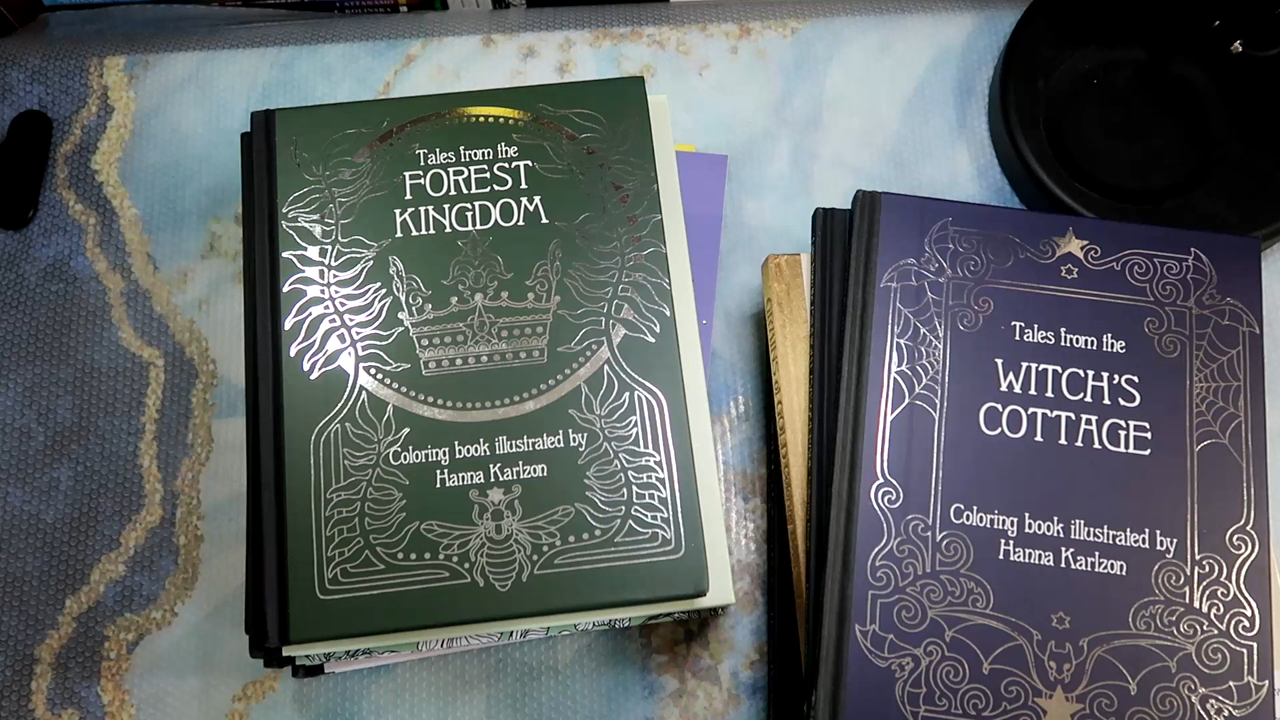 Tales from the
FOREST
KINGDOM
Coloring book illustrated by
Hanna Karlzon
Tales from the
WITCH'S
COTTAGE
Coloring book illustrated by
Hanna Karlzon